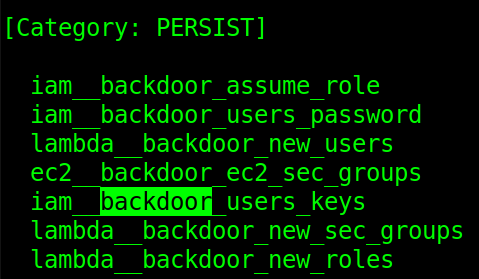 [Category: PERSIST]
iam__backdoor_assume_role
iam__backdoor_users_password
lambda__backdoor_new_users
ec2__backdoor_ec2_sec_groups
iam__backdoor_users_keys
lambda__backdoor_new_sec_groups
lambda__backdoor_new_roles